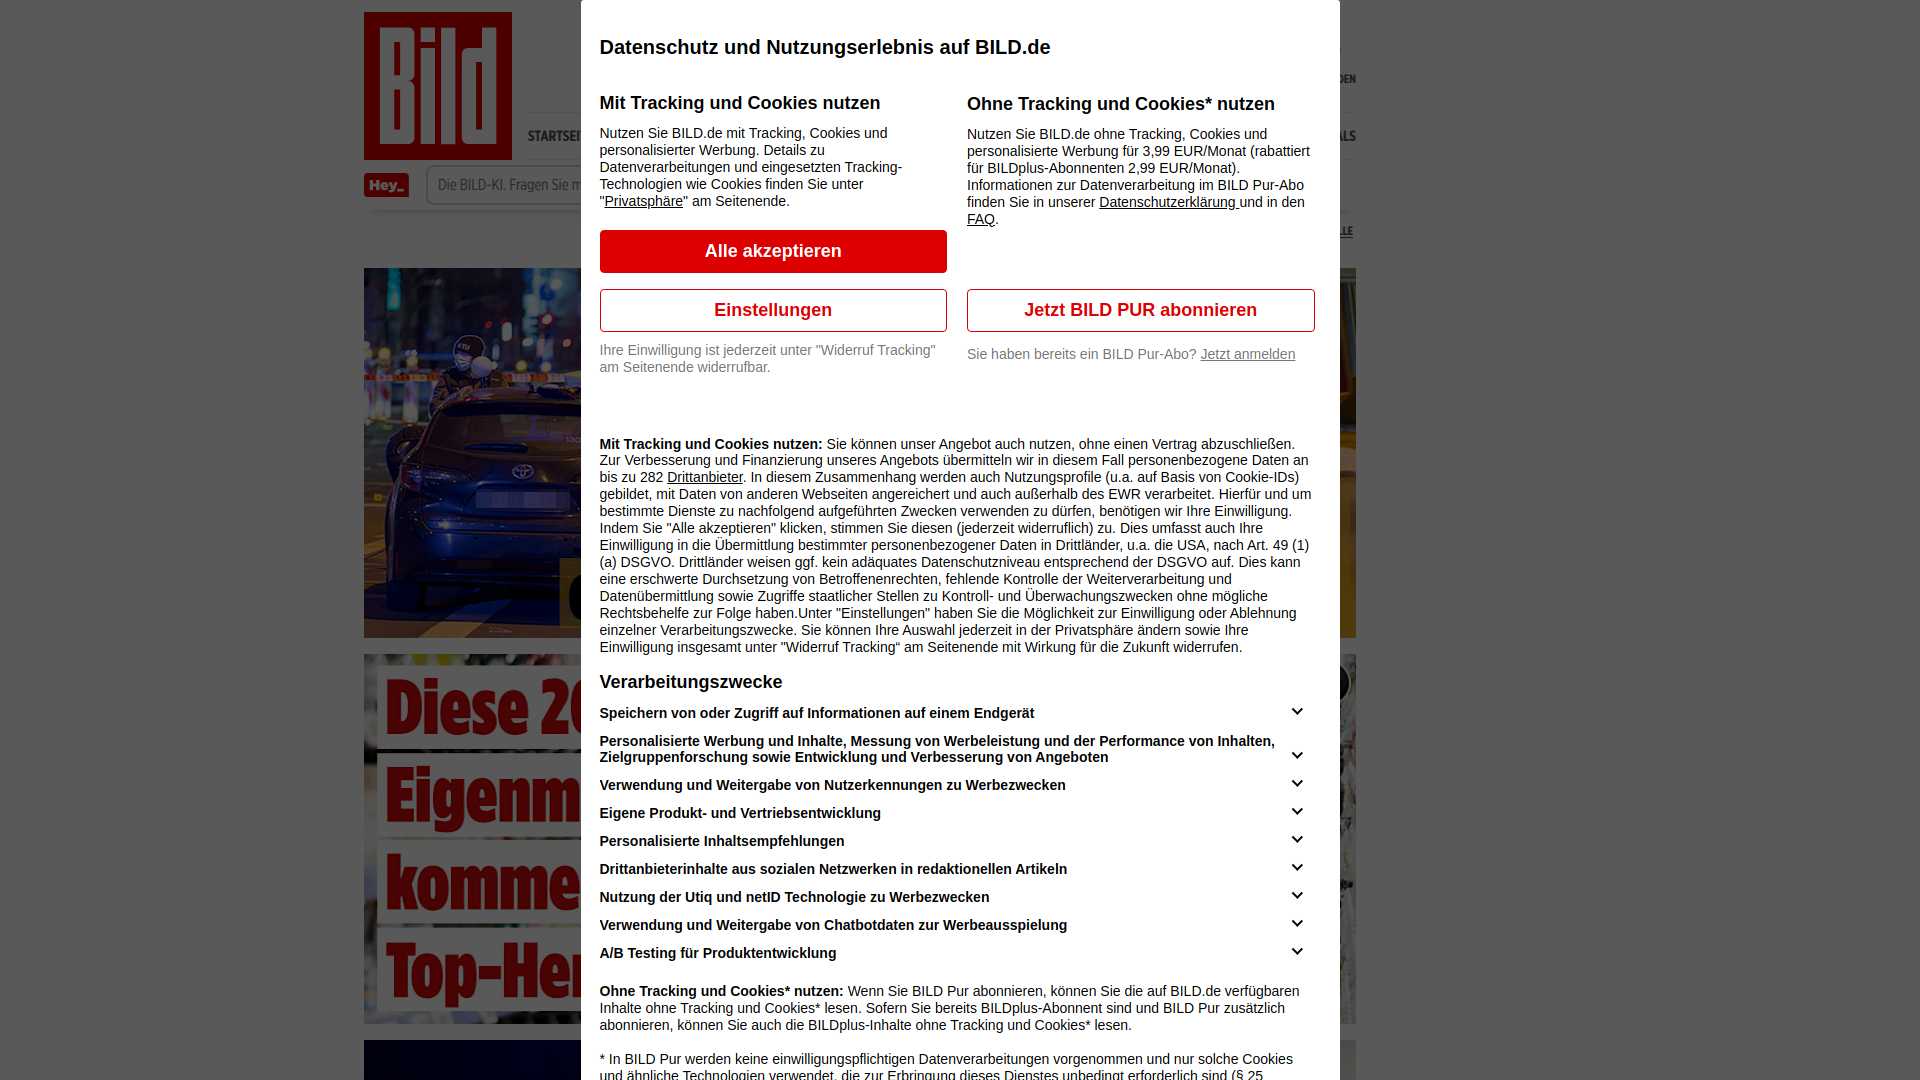 Bild
Datenschutz und Nutzungserlebnis auf BILD.de
DEN
STARTSEI
ALS
Hey_
Die BILD-KI. Fragen Sie m
LLE
Mit Tracking und Cookies nutzen
Nutzen Sie BILD.de mit Tracking, Cookies und
personalisierter Werbung. Details zu
Datenverarbeitungen und eingesetzten Tracking-
Technologien wie Cookies finden Sie unter
"Privatsphäre" am Seitenende.
Alle akzeptieren
Einstellungen
Ihre Einwilligung ist jederzeit unter "Widerruf Tracking"
am Seitenende widerrufbar.
Ohne Tracking und Cookies* nutzen
Nutzen Sie BILD.de ohne Tracking, Cookies und
personalisierte Werbung für 3,99 EUR/Monat (rabattiert
für BILDplus-Abonnenten 2,99 EUR/Monat).
Informationen zur Datenverarbeitung im BILD Pur-Abo
finden Sie in unserer Datenschutzerklärung und in den
FAQ.
Jetzt BILD PUR abonnieren
Sie haben bereits ein BILD Pur-Abo? Jetzt anmelden
Mit Tracking und Cookies nutzen: Sie können unser Angebot auch nutzen, ohne einen Vertrag abzuschließen.
Zur Verbesserung und Finanzierung unseres Angebots übermitteln wir in diesem Fall personenbezogene Daten an
bis zu 282 Drittanbieter. In diesem Zusammenhang werden auch Nutzungsprofile (u.a. auf Basis von Cookie-IDs)
gebildet, mit Daten von anderen Webseiten angereichert und auch außerhalb des EWR verarbeitet. Hierfür und um
bestimmte Dienste zu nachfolgend aufgeführten Zwecken verwenden zu dürfen, benötigen wir Ihre Einwilligung.
Indem Sie "Alle akzeptieren" klicken, stimmen Sie diesen (jederzeit widerruflich) zu. Dies umfasst auch Ihre
Einwilligung in die Übermittlung bestimmter personenbezogener Daten in Drittländer, u.a. die USA, nach Art. 49 (1)
(a) DSGVO. Drittländer weisen ggf. kein adäquates Datenschutzniveau entsprechend der DSGVO auf. Dies kann
eine erschwerte Durchsetzung von Betroffenenrechten, fehlende Kontrolle der Weiterverarbeitung und
Datenübermittlung sowie Zugriffe staatlicher Stellen zu Kontroll- und Überwachungszwecken ohne mögliche
Rechtsbehelfe zur Folge haben.Unter "Einstellungen" haben Sie die Möglichkeit zur Einwilligung oder Ablehnung
einzelner Verarbeitungszwecke. Sie können Ihre Auswahl jederzeit in der Privatsphäre ändern sowie Ihre
Einwilligung insgesamt unter "Widerruf Tracking“ am Seitenende mit Wirkung für die Zukunft widerrufen.
Diese 20
Eigenm
komme
Top-Her
Verarbeitungszwecke
Speichern von oder Zugriff auf Informationen auf einem Endgerät
Personalisierte Werbung und Inhalte, Messung von Werbeleistung und der Performance von Inhalten,
Zielgruppenforschung sowie Entwicklung und Verbesserung von Angeboten
Verwendung und Weitergabe von Nutzerkennungen zu Werbezwecken
Eigene Produkt- und Vertriebsentwicklung
Personalisierte Inhaltsempfehlungen
Drittanbieterinhalte aus sozialen Netzwerken in redaktionellen Artikeln
Nutzung der Utiq und netID Technologie zu Werbezwecken
Verwendung und Weitergabe von Chatbotdaten zur Werbeausspielung
A/B Testing für Produktentwicklung
Ohne Tracking und Cookies* nutzen: Wenn Sie BILD Pur abonnieren, können Sie die auf BILD.de verfügbaren
Inhalte ohne Tracking und Cookies* lesen. Sofern Sie bereits BILDplus-Abonnent sind und BILD Pur zusätzlich
abonnieren, können Sie auch die BILDplus-Inhalte ohne Tracking und Cookies* lesen.
* In BILD Pur werden keine einwilligungspflichtigen Datenverarbeitungen vorgenommen und nur solche Cookies
und ähnliche Technologien verwendet, die zur Erbringung dieses Dienstes unbedingt erforderlich sind (§ 25